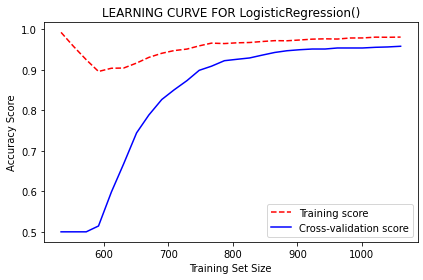 LEARNING CURVE FOR LogisticRegression()
Accuracy Score
1.0
0.9
0.8
0.7
0.6
0.5
600
700
800
900
1000
Training Set Size
Training score
Cross-validation score